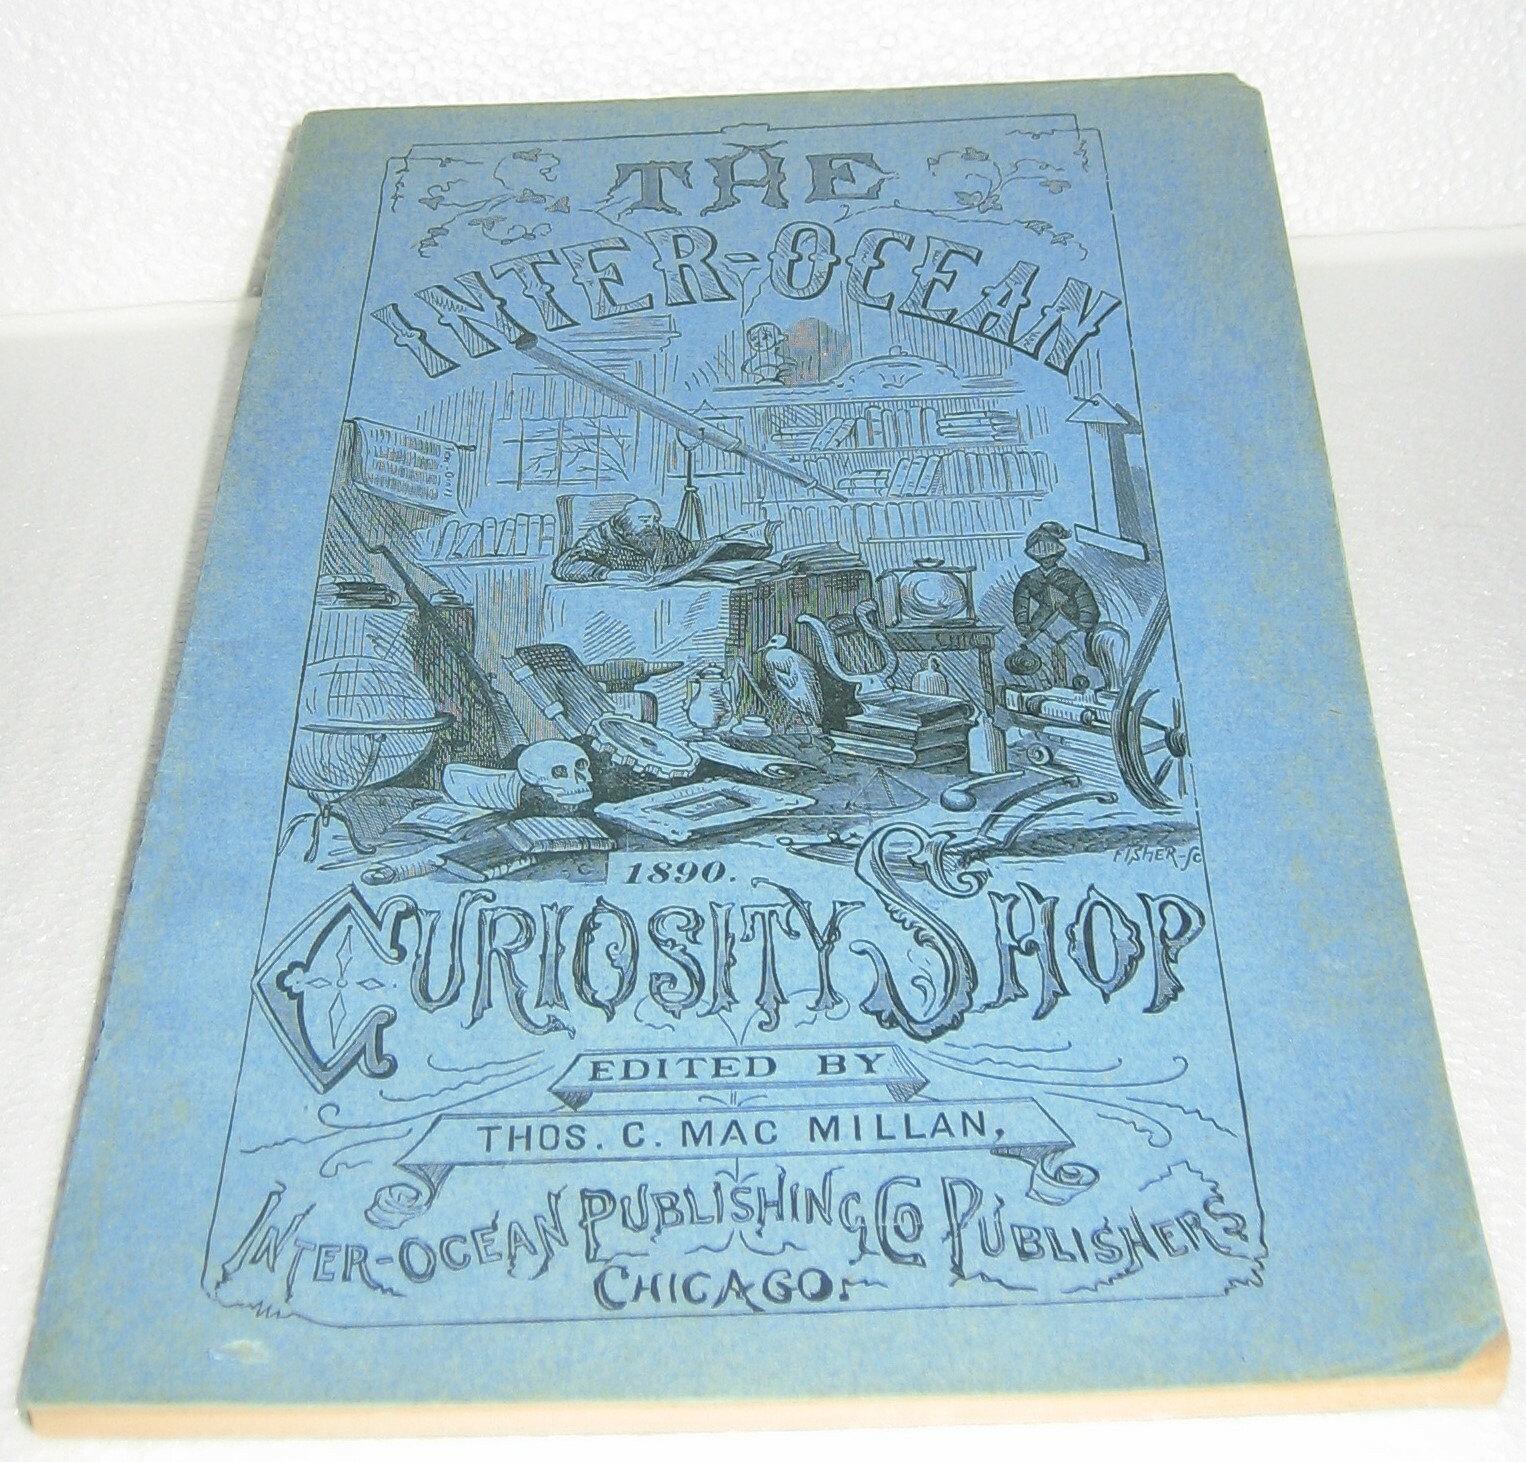 THE
INTER-OCEAN
FISHER-Sc
1890.
CURIOSITY SHOP
EDITED BY
THOS. C. MAC MILLAN,
INTER-OCEAN PUBLISHING CO PUBLISHERS
CHICAGO.